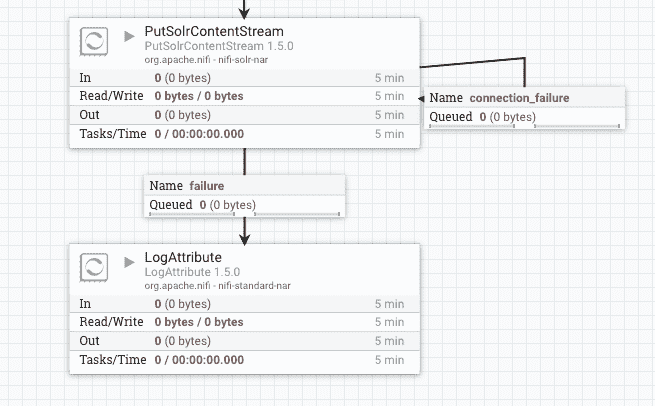 PutSolrContentStream
PutSolrContentStream 1.5.0
org.apache.nifi - nifi-solr-nar
In 0 (0 bytes) 5 min
Read/Write 0 bytes / 0 bytes 5 min
Out 0 (0 bytes) 5 min
Tasks/Time 0 / 00:00:00.000 5 min
Name connection_failure
Queued 0 (0 bytes)
Name failure
Queued 0 (0 bytes)
LogAttribute
LogAttribute 1.5.0
org.apache.nifi - nifi-standard-nar
In 0 (0 bytes) 5 min
Read/Write 0 bytes / 0 bytes 5 min
Out 0 (0 bytes) 5 min
Tasks/Time 0 / 00:00:00.000 5 min